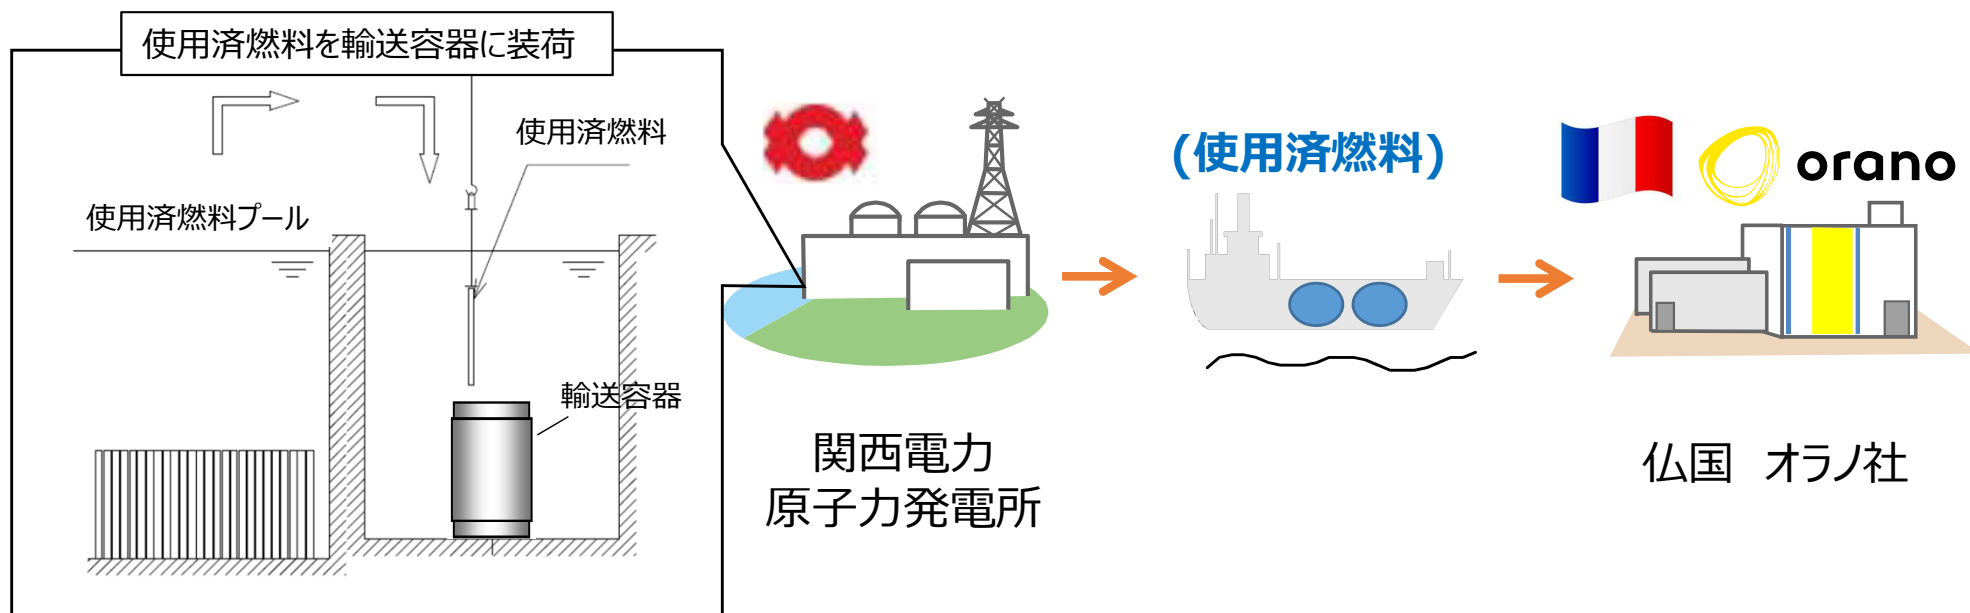 使用済燃料を輸送容器に装荷
使用済燃料
使用済燃料プール
輸送容器
関西電力
原子力発電所
(使用済燃料)
orano
仏国 オラノ社